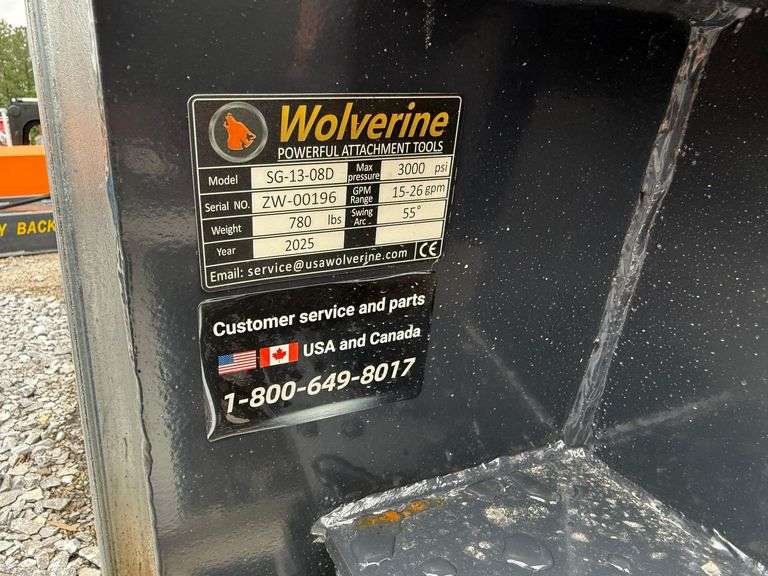 Wolverine
POWERFUL ATTACHMENT TOOLS
Model SG-13-08D Max pressure 3000 psi
Serial NO. ZW-00196 GPM Range 15-26 gpm
Weight 780 lbs Swing Arc . 55°
Year 2025
Email: service@usawolverine.com CE
Customer service and parts
USA and Canada
1-800-649-8017
Y BACK